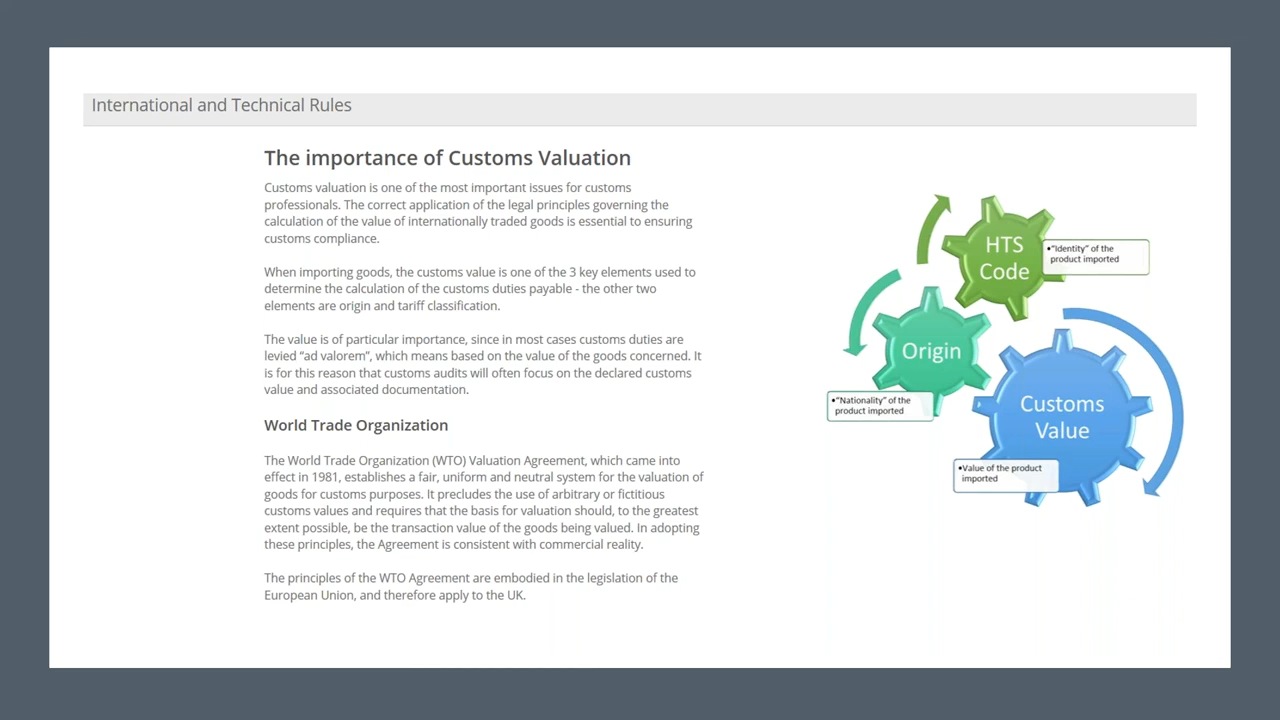 International and Technical Rules
The importance of Customs Valuation
Customs valuation is one of the most important issues for customs
professionals. The correct application of the legal principles governing the
calculation of the value of internationally traded goods is essential to ensuring
customs compliance.
When importing goods, the customs value is one of the 3 key elements used to
determine the calculation of the customs duties payable - the other two
elements are origin and tariff classification.
The value is of particular importance, since in most cases customs duties are
levied “ad valorem”, which means based on the value of the goods concerned. It
is for this reason that customs audits will often focus on the declared customs
value and associated documentation.
World Trade Organization
The World Trade Organization (WTO) Valuation Agreement, which came into
effect in 1981, establishes a fair, uniform and neutral system for the valuation of
goods for customs purposes. It precludes the use of arbitrary or fictitious
customs values and requires that the basis for valuation should, to the greatest
extent possible, be the transaction value of the goods being valued. In adopting
these principles, the Agreement is consistent with commercial reality.
The principles of the WTO Agreement are embodied in the legislation of the
European Union, and therefore apply to the UK.
HTS
Code
•“Identity” of the
product imported
Origin
•“Nationality” of the
product imported
Customs
Value
•Value of the product
imported